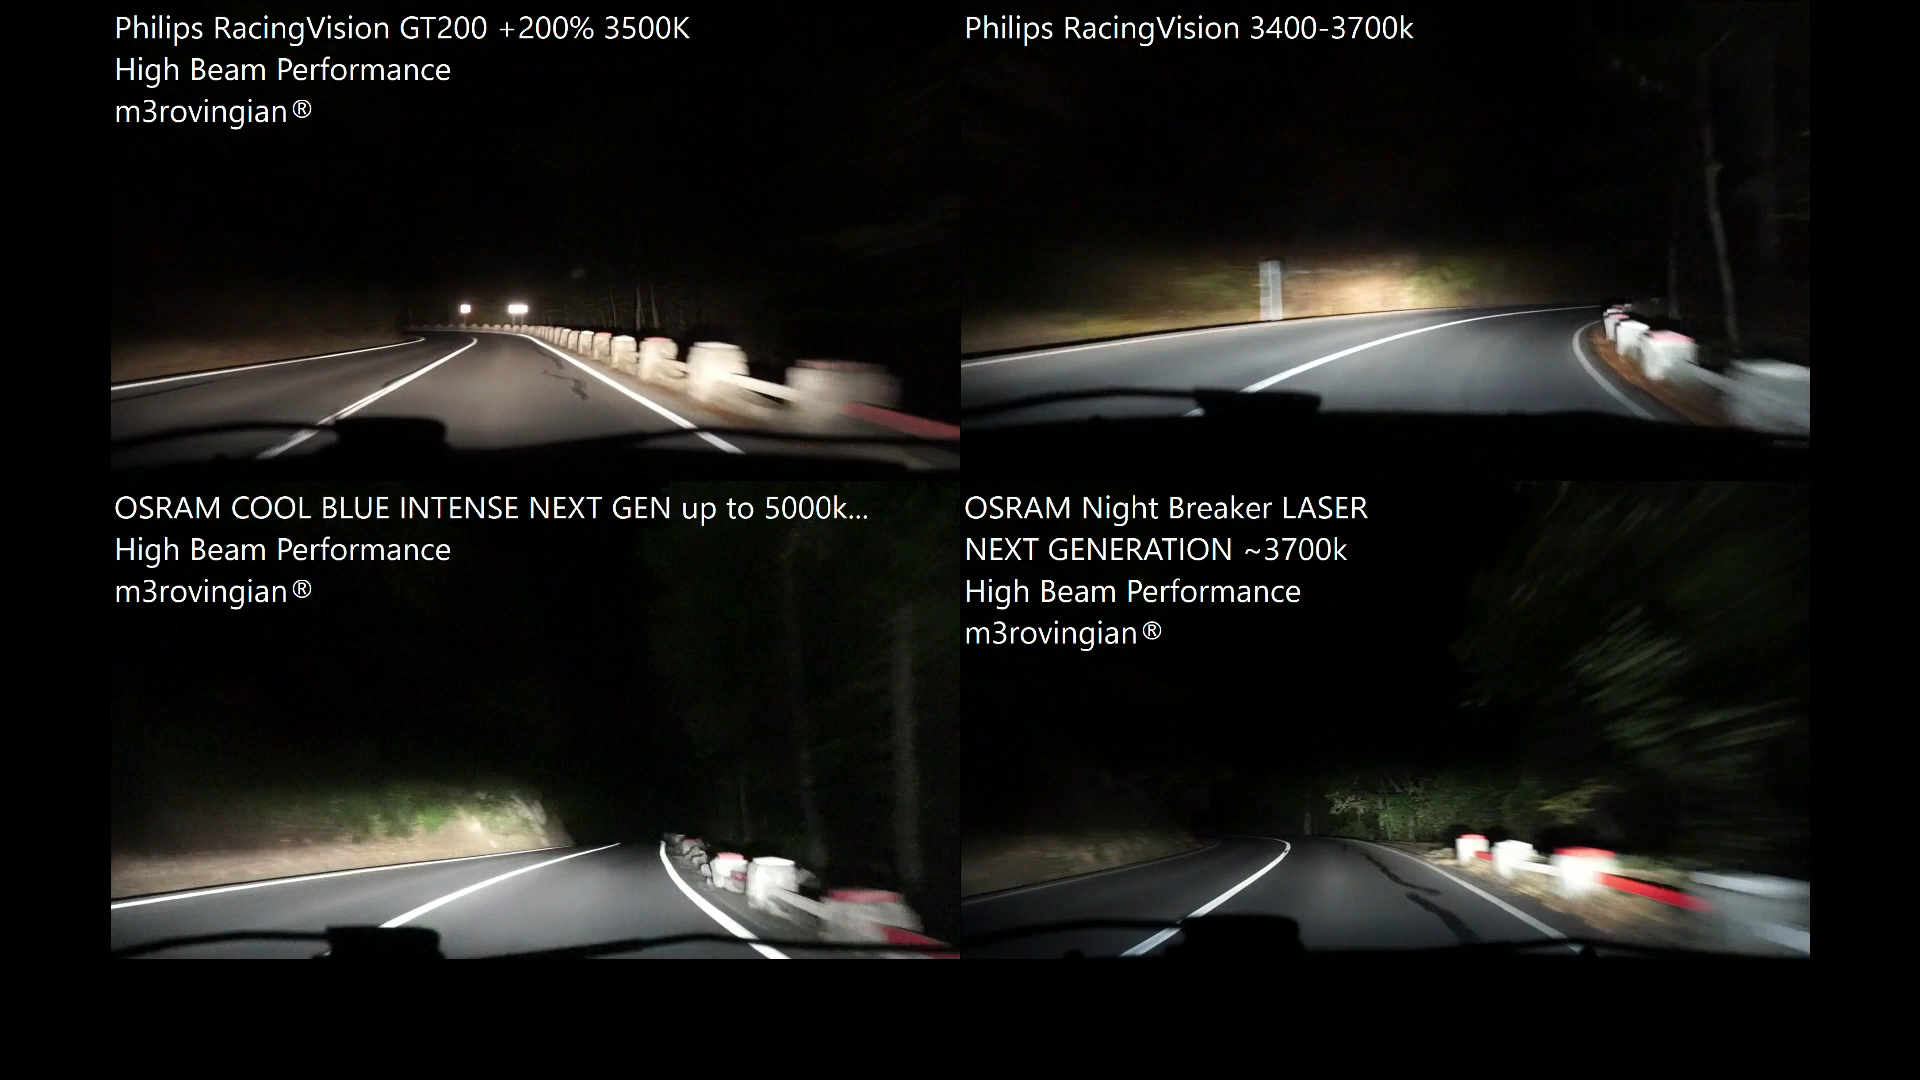 Philips RacingVision GT200 +200% 3500K
High Beam Performance
m3rovingian®
Philips RacingVision 3400-3700k
OSRAM COOL BLUE INTENSE NEXT GEN up to 5000k...
High Beam Performance
m3rovingian®
OSRAM Night Breaker LASER
NEXT GENERATION ~3700k
High Beam Performance
m3rovingian®